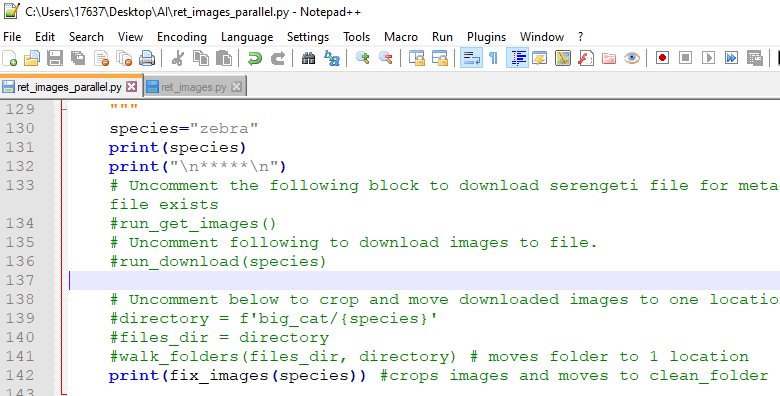 C:\Users\17637\Desktop\AI\ret_images_parallel.py - Notepad++
File Edit Search View Encoding Language Settings Tools Macro Run Plugins Window ?
ret_images_parallel.py ret_images.py
129 """
130 species="zebra"
131 print(species)
132 print("\n*****\n")
133 # Uncomment the following block to download serengeti file for meta
file exists
134 #run_get_images()
135 # Uncomment following to download images to file.
136 #run_download(species)
137
138 # Uncomment below to crop and move downloaded images to one locatio
139 #directory = f'big_cat/{species}'
140 #files_dir = directory
141 #walk_folders(files_dir, directory) # moves folder to 1 location
142 print(fix_images(species)) #crops images and moves to clean_folder
143